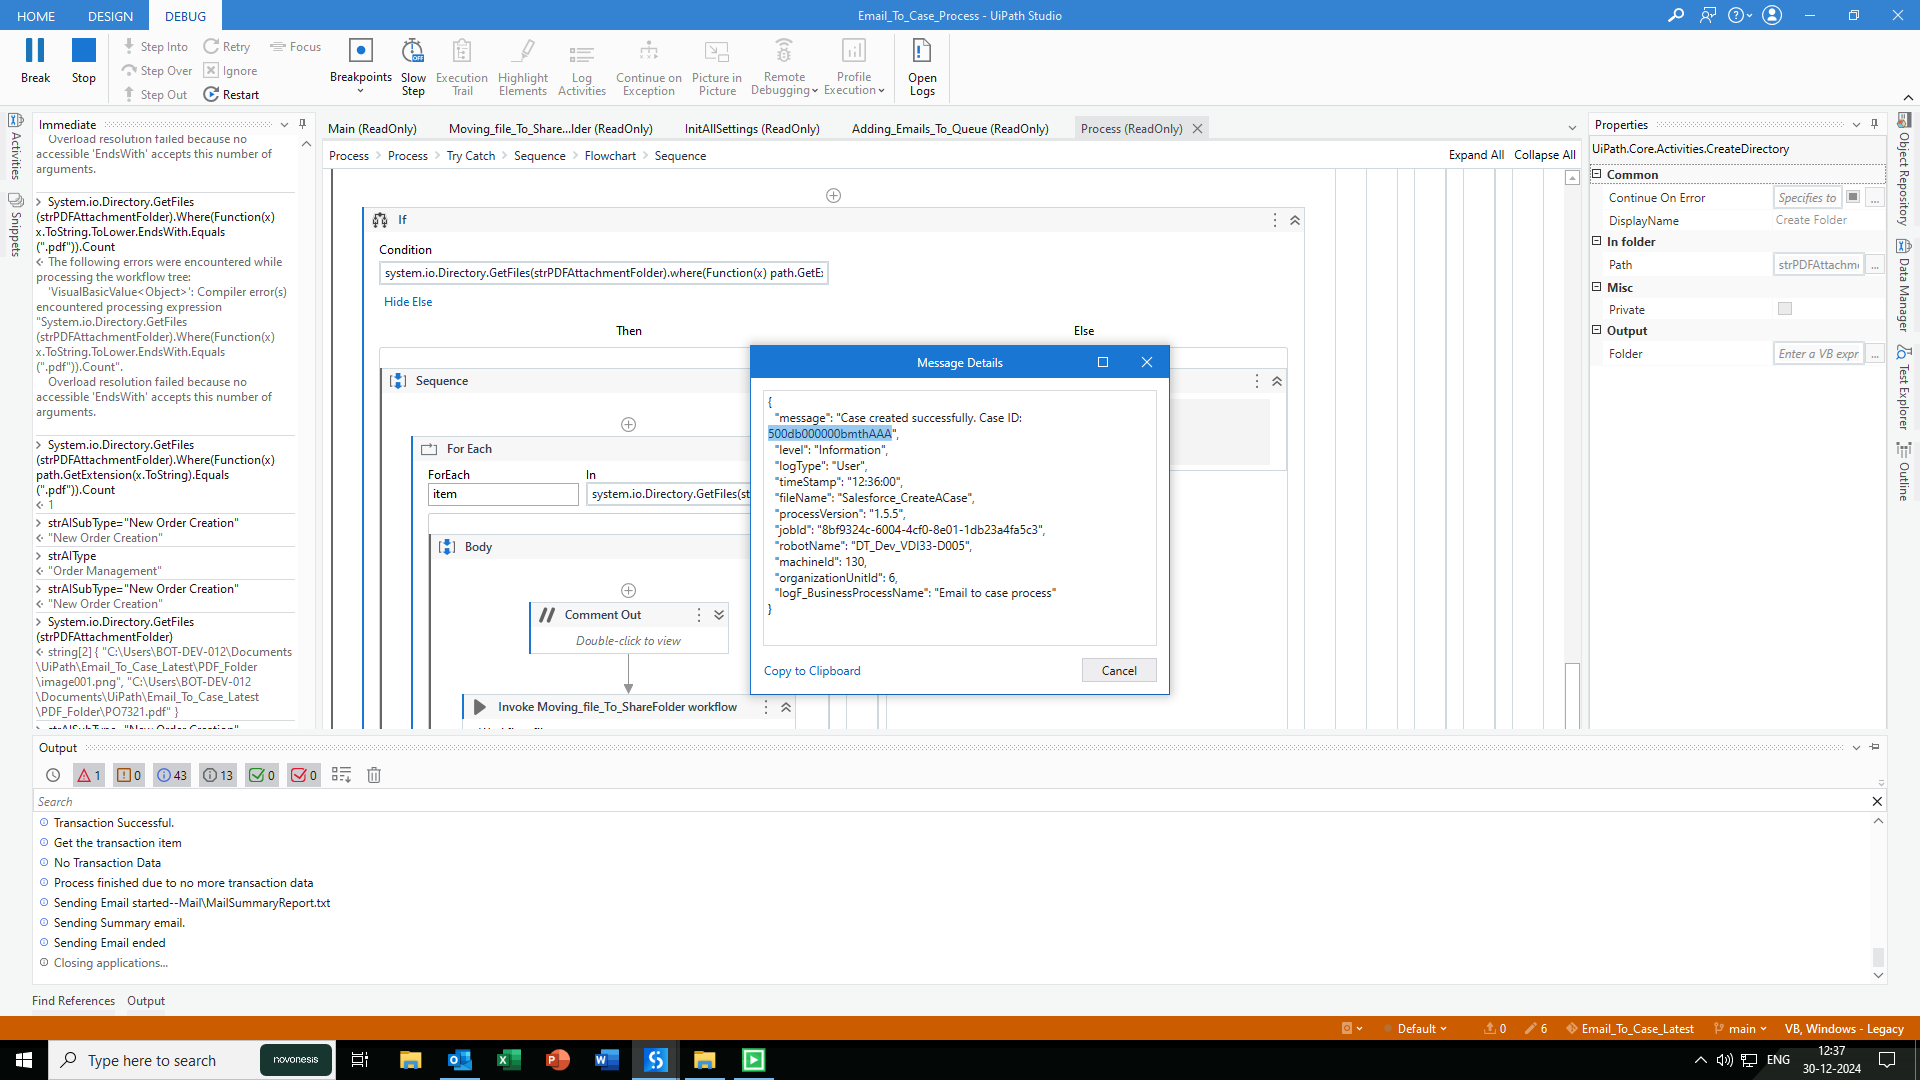 HOME DESIGN DEBUG
Email_To_Case_Process - UiPath Studio
Break
Stop
Step Into
Step Over
Step Out
Retry
Ignore
Restart
Focus
Breakpoints
Slow Step
Execution Trail
Highlight Elements
Log Activities
Continue on Exception
Picture in Picture
Remote Debugging
Profile Execution
Open Logs
Activities
Snippets
Immediate
Overload resolution failed because no
accessible 'EndsWith' accepts this number of
arguments.
System.io.Directory.GetFiles
(strPDFAttachmentFolder).Where(Function(x)
x.ToString.ToLower.EndsWith.Equals
(".pdf")).Count
The following errors were encountered while
processing the workflow tree:
'VisualBasicValue<Object>': Compiler error(s)
encountered processing expression
"System.io.Directory.GetFiles
(strPDFAttachmentFolder).Where(Function(x)
x.ToString.ToLower.EndsWith.Equals
(".pdf")).Count".
Overload resolution failed because no
accessible 'EndsWith' accepts this number of
arguments.
System.io.Directory.GetFiles
(strPDFAttachmentFolder).Where(Function(x)
path.GetExtension(x.ToString).Equals
(".pdf")).Count
1
strAISubType="New Order Creation"
"New Order Creation"
strAIType
"Order Management"
strAISubType="New Order Creation"
"New Order Creation"
System.io.Directory.GetFiles
(strPDFAttachmentFolder)
string[2] { "C:\Users\BOT-DEV-012\Documents
\UiPath\Email_To_Case_Latest\PDF_Folder
\image001.png", "C:\Users\BOT-DEV-012
\Documents\UiPath\Email_To_Case_Latest
\PDF_Folder\PO7321.pdf" }
Main (ReadOnly) Moving_file_To_Share...lder (ReadOnly) InitAllSettings (ReadOnly) Adding_Emails_To_Queue (ReadOnly) Process (ReadOnly)
Process > Process > Try Catch > Sequence > Flowchart > Sequence
Expand All Collapse All
If
Condition
system.io.Directory.GetFiles(strPDFAttachmentFolder).where(Function(x) path.GetEx
Hide Else
Then Else
Sequence
For Each
ForEach In
item system.io.Directory.GetFiles(st
Body
Comment Out
Double-click to view
Invoke Moving_file_To_ShareFolder workflow
Message Details
{
"message": "Case created successfully. Case ID:
500db000000bmthAAA",
"level": "Information",
"logType": "User",
"timeStamp": "12:36:00",
"fileName": "Salesforce_CreateACase",
"processVersion": "1.5.5",
"jobId": "8bf9324c-6004-4cf0-8e01-1db23a4fa5c3",
"robotName": "DT_Dev_VDI33-D005",
"machineId": 130,
"organizationUnitId": 6,
"logF_BusinessProcessName": "Email to case process"
}
Copy to Clipboard Cancel
Properties
UiPath.Core.Activities.CreateDirectory
Common
Continue On Error Specifies to ...
DisplayName Create Folder
In folder
Path strPDFAttachm ...
Misc
Private
Output
Folder Enter a VB expr ...
Object Repository
Data Manager
Test Explorer
Outline
Output
1 0 43 13 0 0
Search
Transaction Successful.
Get the transaction item
No Transaction Data
Process finished due to no more transaction data
Sending Email started--Mail\MailSummaryReport.txt
Sending Summary email.
Sending Email ended
Closing applications...
Find References Output
Default 0 6 Email_To_Case_Latest main VB, Windows - Legacy
Type here to search novonesis
ENG
12:37
30-12-2024